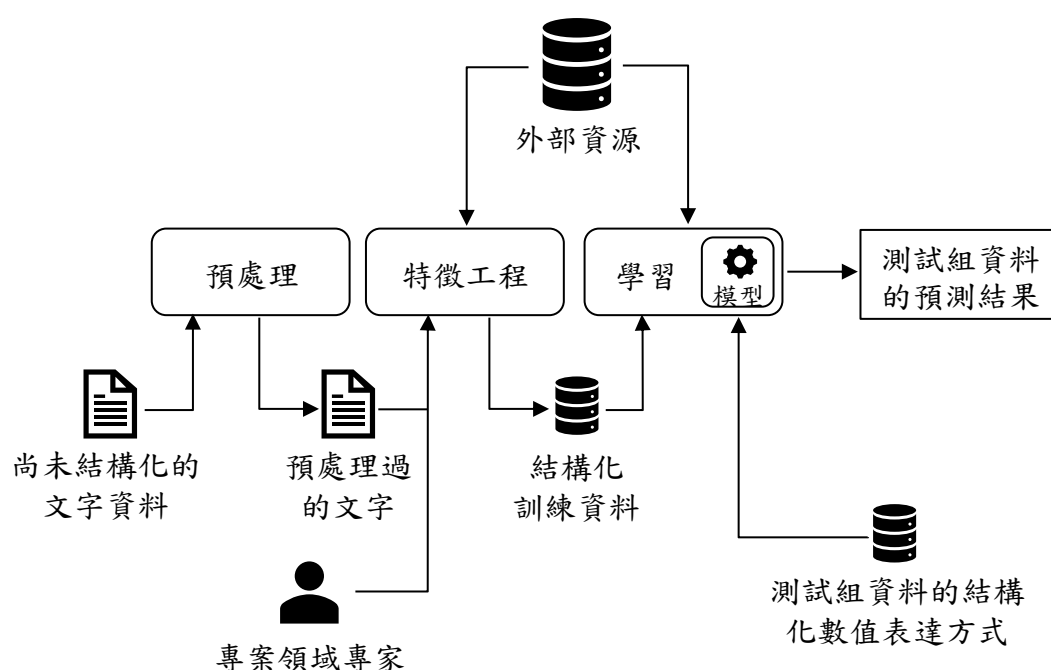 外部資源
預處理
特徵工程
學習
模型
測試組資料
的預測結果
尚未結構化的
文字資料
預處理過
的文字
結構化
訓練資料
專案領域專家
測試組資料的結構
化數值表達方式